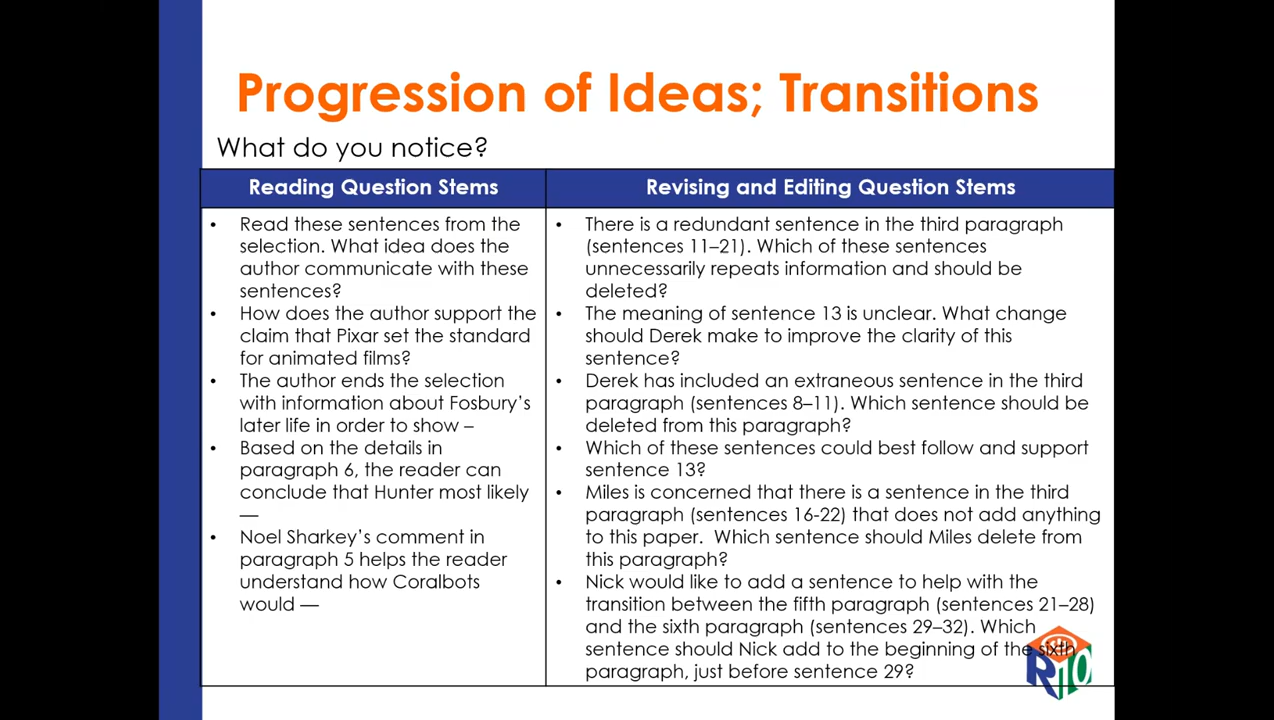 Progression of Ideas; Transitions
What do you notice?
Reading Question Stems
• Read these sentences from the
selection. What idea does the
author communicate with these
sentences?
• How does the author support the
claim that Pixar set the standard
for animated films?
• The author ends the selection
with information about Fosbury’s
later life in order to show –
• Based on the details in
paragraph 6, the reader can
conclude that Hunter most likely
—
• Noel Sharkey’s comment in
paragraph 5 helps the reader
understand how Coralbots
would —
Revising and Editing Question Stems
• There is a redundant sentence in the third paragraph
(sentences 11–21). Which of these sentences
unnecessarily repeats information and should be
deleted?
• The meaning of sentence 13 is unclear. What change
should Derek make to improve the clarity of this
sentence?
• Derek has included an extraneous sentence in the third
paragraph (sentences 8–11). Which sentence should be
deleted from this paragraph?
• Which of these sentences could best follow and support
sentence 13?
• Miles is concerned that there is a sentence in the third
paragraph (sentences 16-22) that does not add anything
to this paper.  Which sentence should Miles delete from
this paragraph?
• Nick would like to add a sentence to help with the
transition between the fifth paragraph (sentences 21–28)
and the sixth paragraph (sentences 29–32). Which
sentence should Nick add to the beginning of the sixth
paragraph, just before sentence 29?
R10